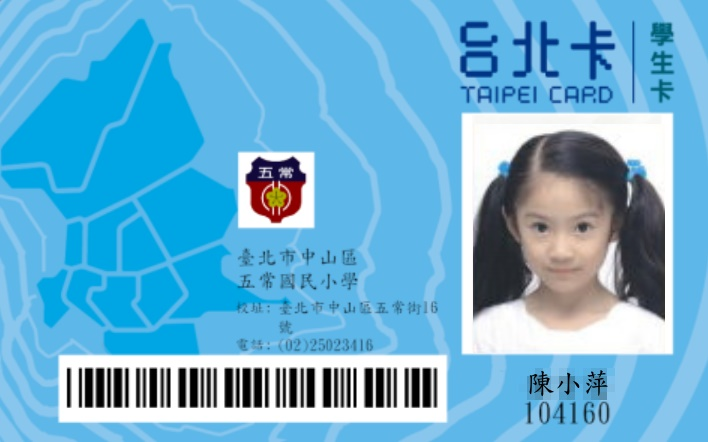 台北卡
TAIPEI CARD
學生卡
五常
臺北市中山區
五常國民小學
校址: 臺北市中山區五常街16
號
電話: (02)25023416
陳小萍
104160